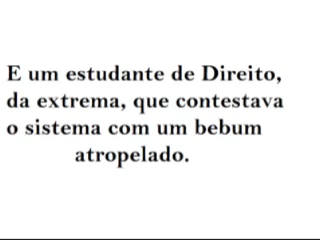 E um estudante de Direito,
da extrema, que contestava
o sistema com um bebum
atropelado.